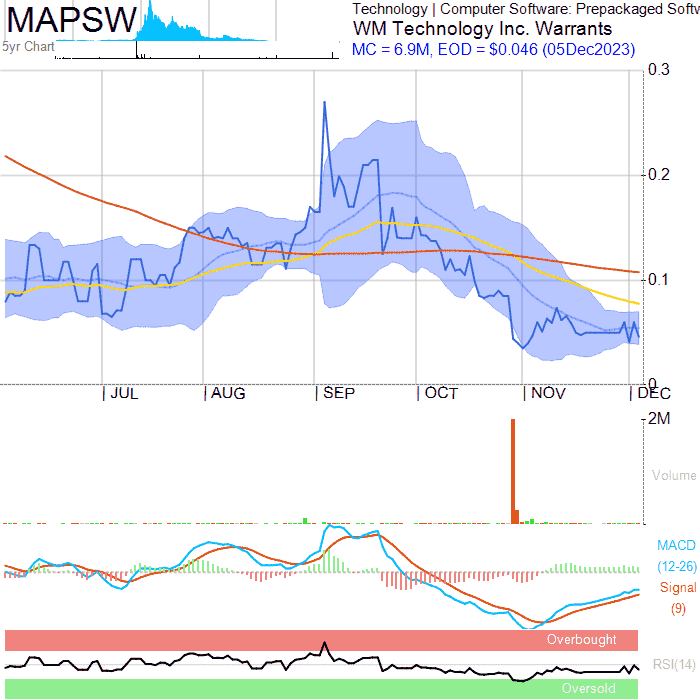 MAPSW
5yr Chart
Technology | Computer Software: Prepackaged Softw
WM Technology Inc. Warrants
MC = 6.9M, EOD = $0.046 (05Dec2023)
0.3
0.2
0.1
0
JUL
AUG
SEP
OCT
NOV
DEC
2M
Volume
MACD
(12-26)
Signal
(9)
Overbought
RSI(14)
Oversold